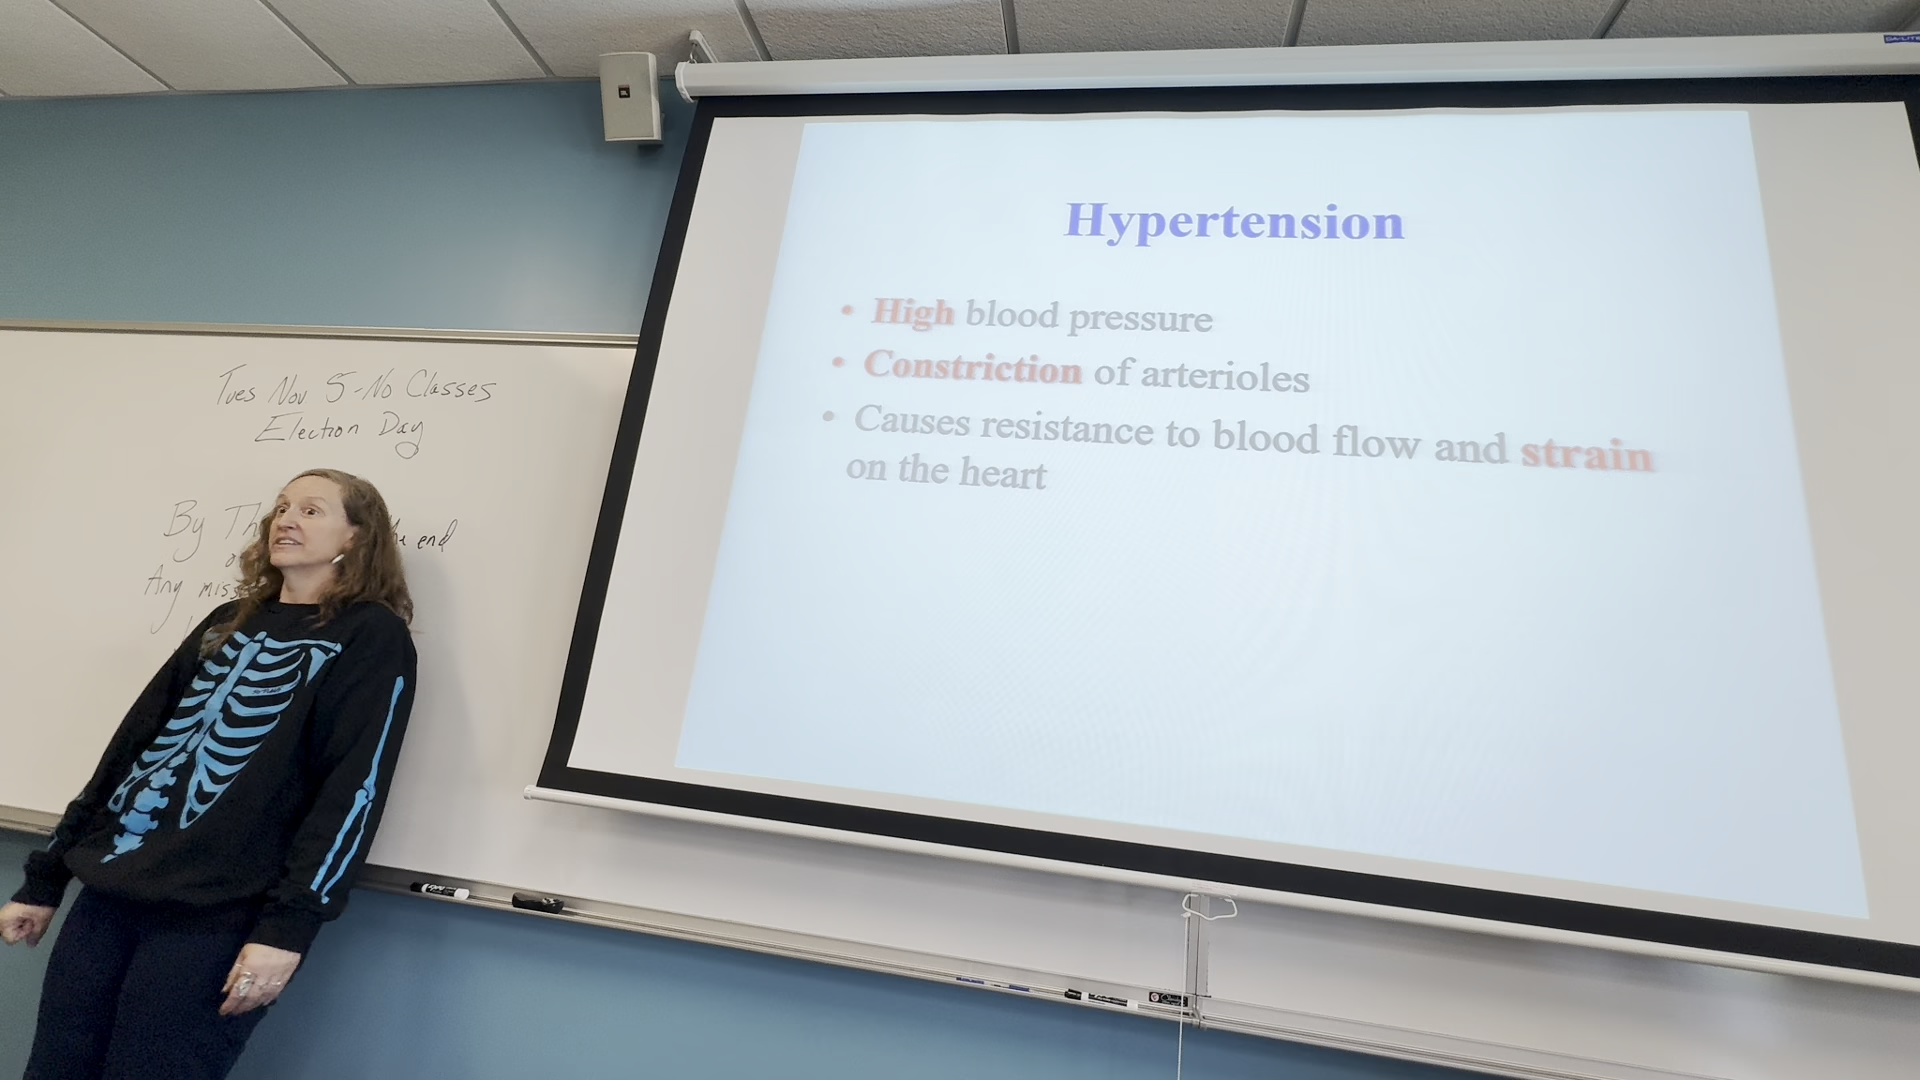 Tues Nov 5-No Classes
Election Day
By
end
Any
Hypertension
• High blood pressure
• Constriction of arterioles
• Causes resistance to blood flow and strain
on the heart